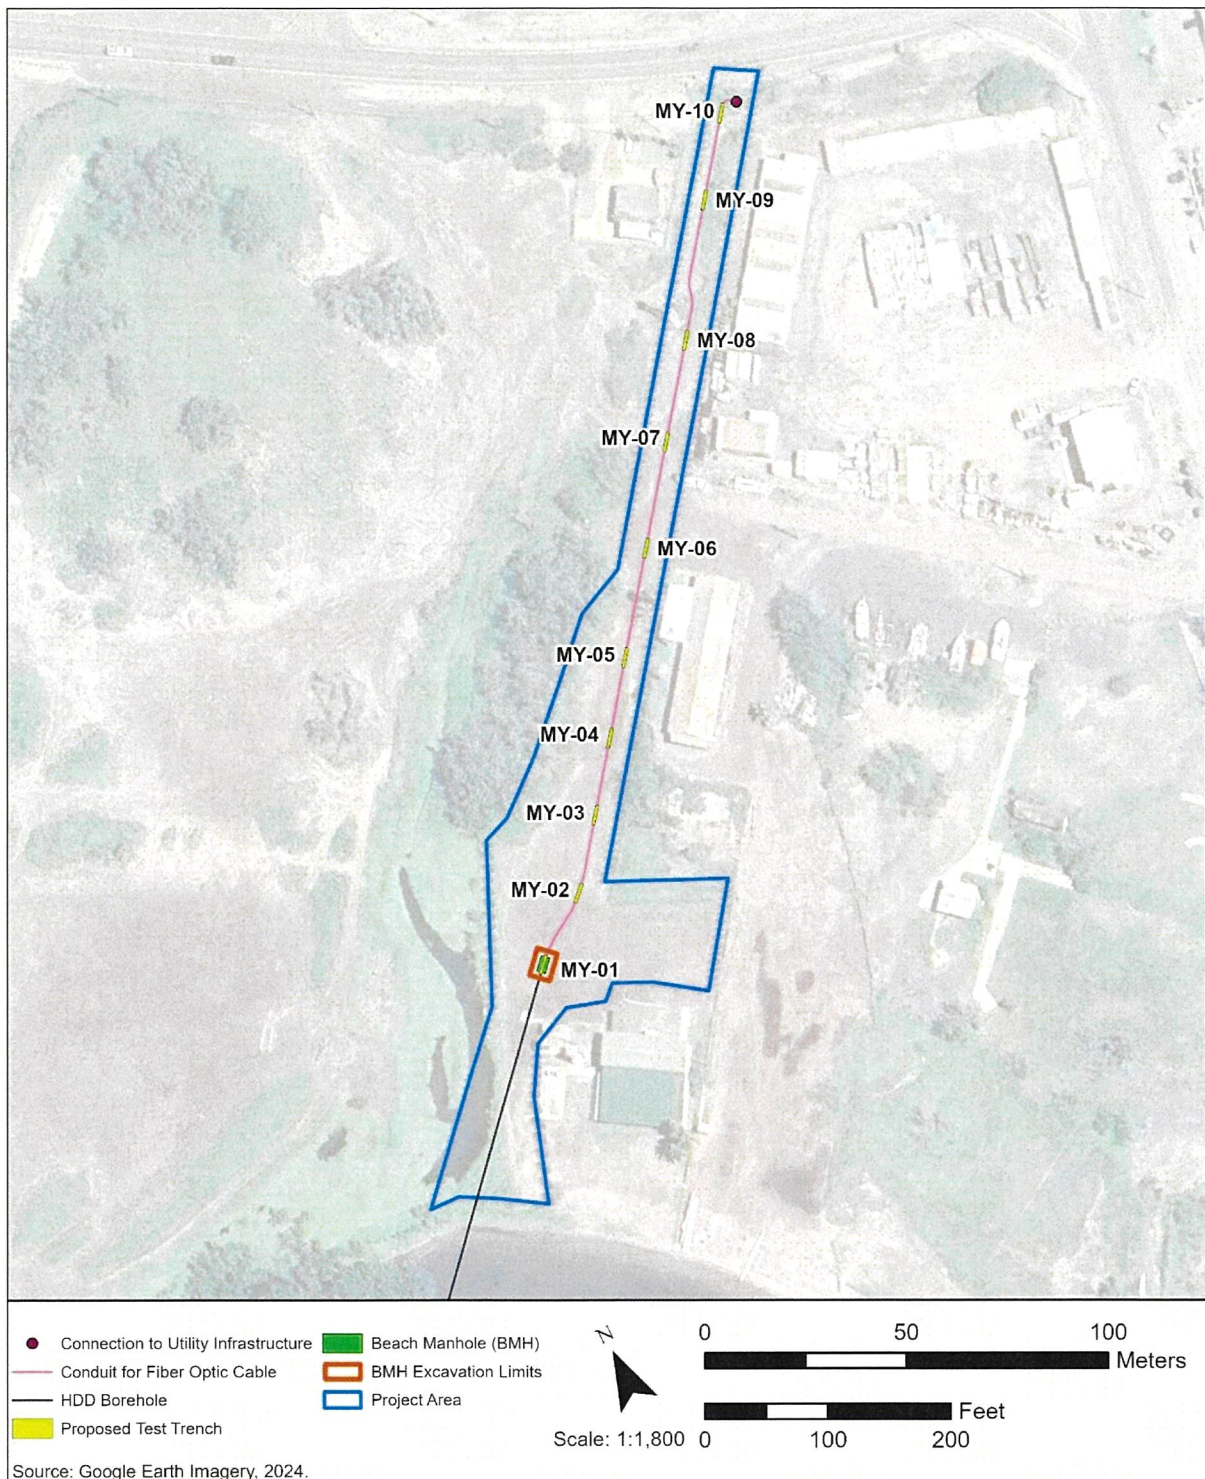 MY-10
MY-09
MY-08
MY-07
MY-06
MY-05
MY-04
MY-03
MY-02
MY-01
Connection to Utility Infrastructure
Conduit for Fiber Optic Cable
HDD Borehole
Proposed Test Trench
Beach Manhole (BMH)
BMH Excavation Limits
Project Area
N
Scale: 1:1,800
0 50 100
Meters
Feet
0 100 200
Source: Google Earth Imagery, 2024.